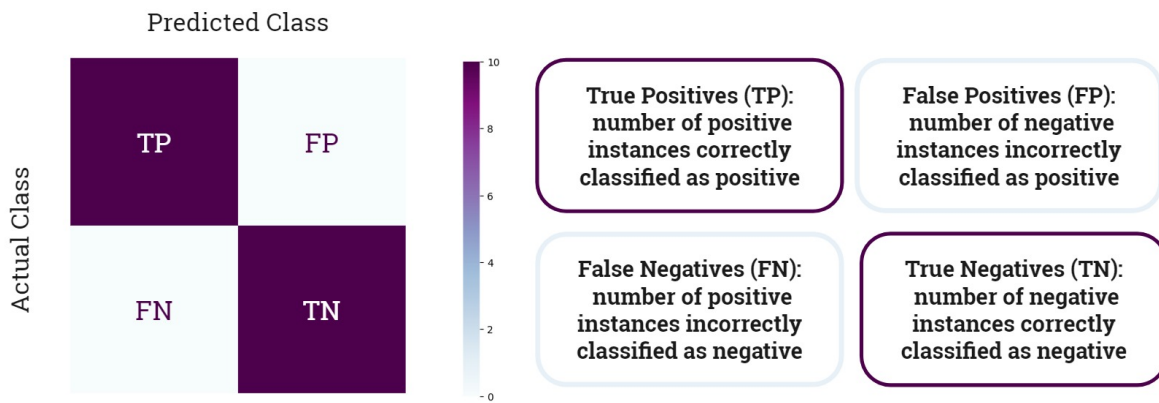 Predicted Class
Actual Class
TP
FP
FN
TN
10
8
6
4
2
0
True Positives (TP):
number of positive
instances correctly
classified as positive
False Positives (FP):
number of negative
instances incorrectly
classified as positive
False Negatives (FN):
number of positive
instances incorrectly
classified as negative
True Negatives (TN):
number of negative
instances correctly
classified as negative